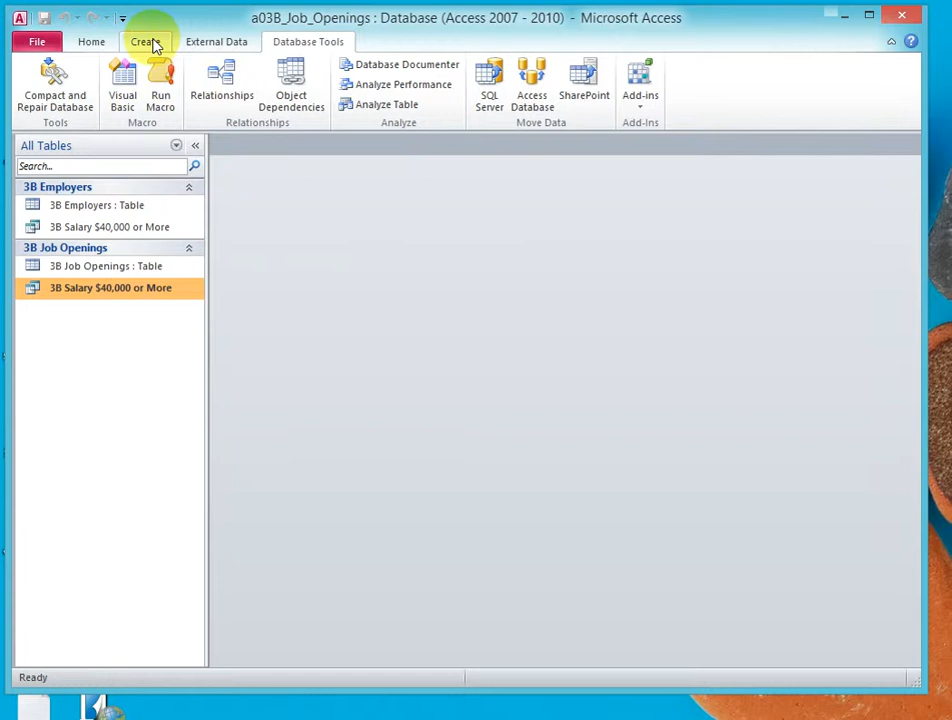 a03B_Job_Openings : Database (Access 2007 - 2010) - Microsoft Access
File Home Create External Data Database Tools
Compact and Repair Database
Visual Basic
Run Macro
Relationships
Object Dependencies
Database Documenter
Analyze Performance
Analyze Table
SQL Server
Access Database
SharePoint
Add-ins
Tools Macro Relationships Analyze Move Data Add-Ins
All Tables
Search...
3B Employers
3B Employers : Table
3B Salary $40,000 or More
3B Job Openings
3B Job Openings : Table
3B Salary $40,000 or More
Ready